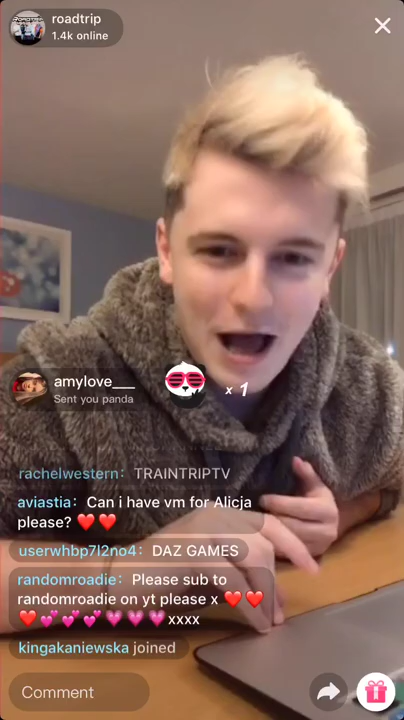 roadtrip
1.4k online
amylove___
Sent you panda
x 1
rachelwestern: TRAINTRIPTV
aviastia: Can i have vm for Alicja
please? ❤️❤️
userwhbp7l2no4: DAZ GAMES
randomroadie: Please sub to
randomroadie on yt please x ❤️❤️
❤️💕💕💕💗💗💗xxxx
kingakaniewska joined
Comment